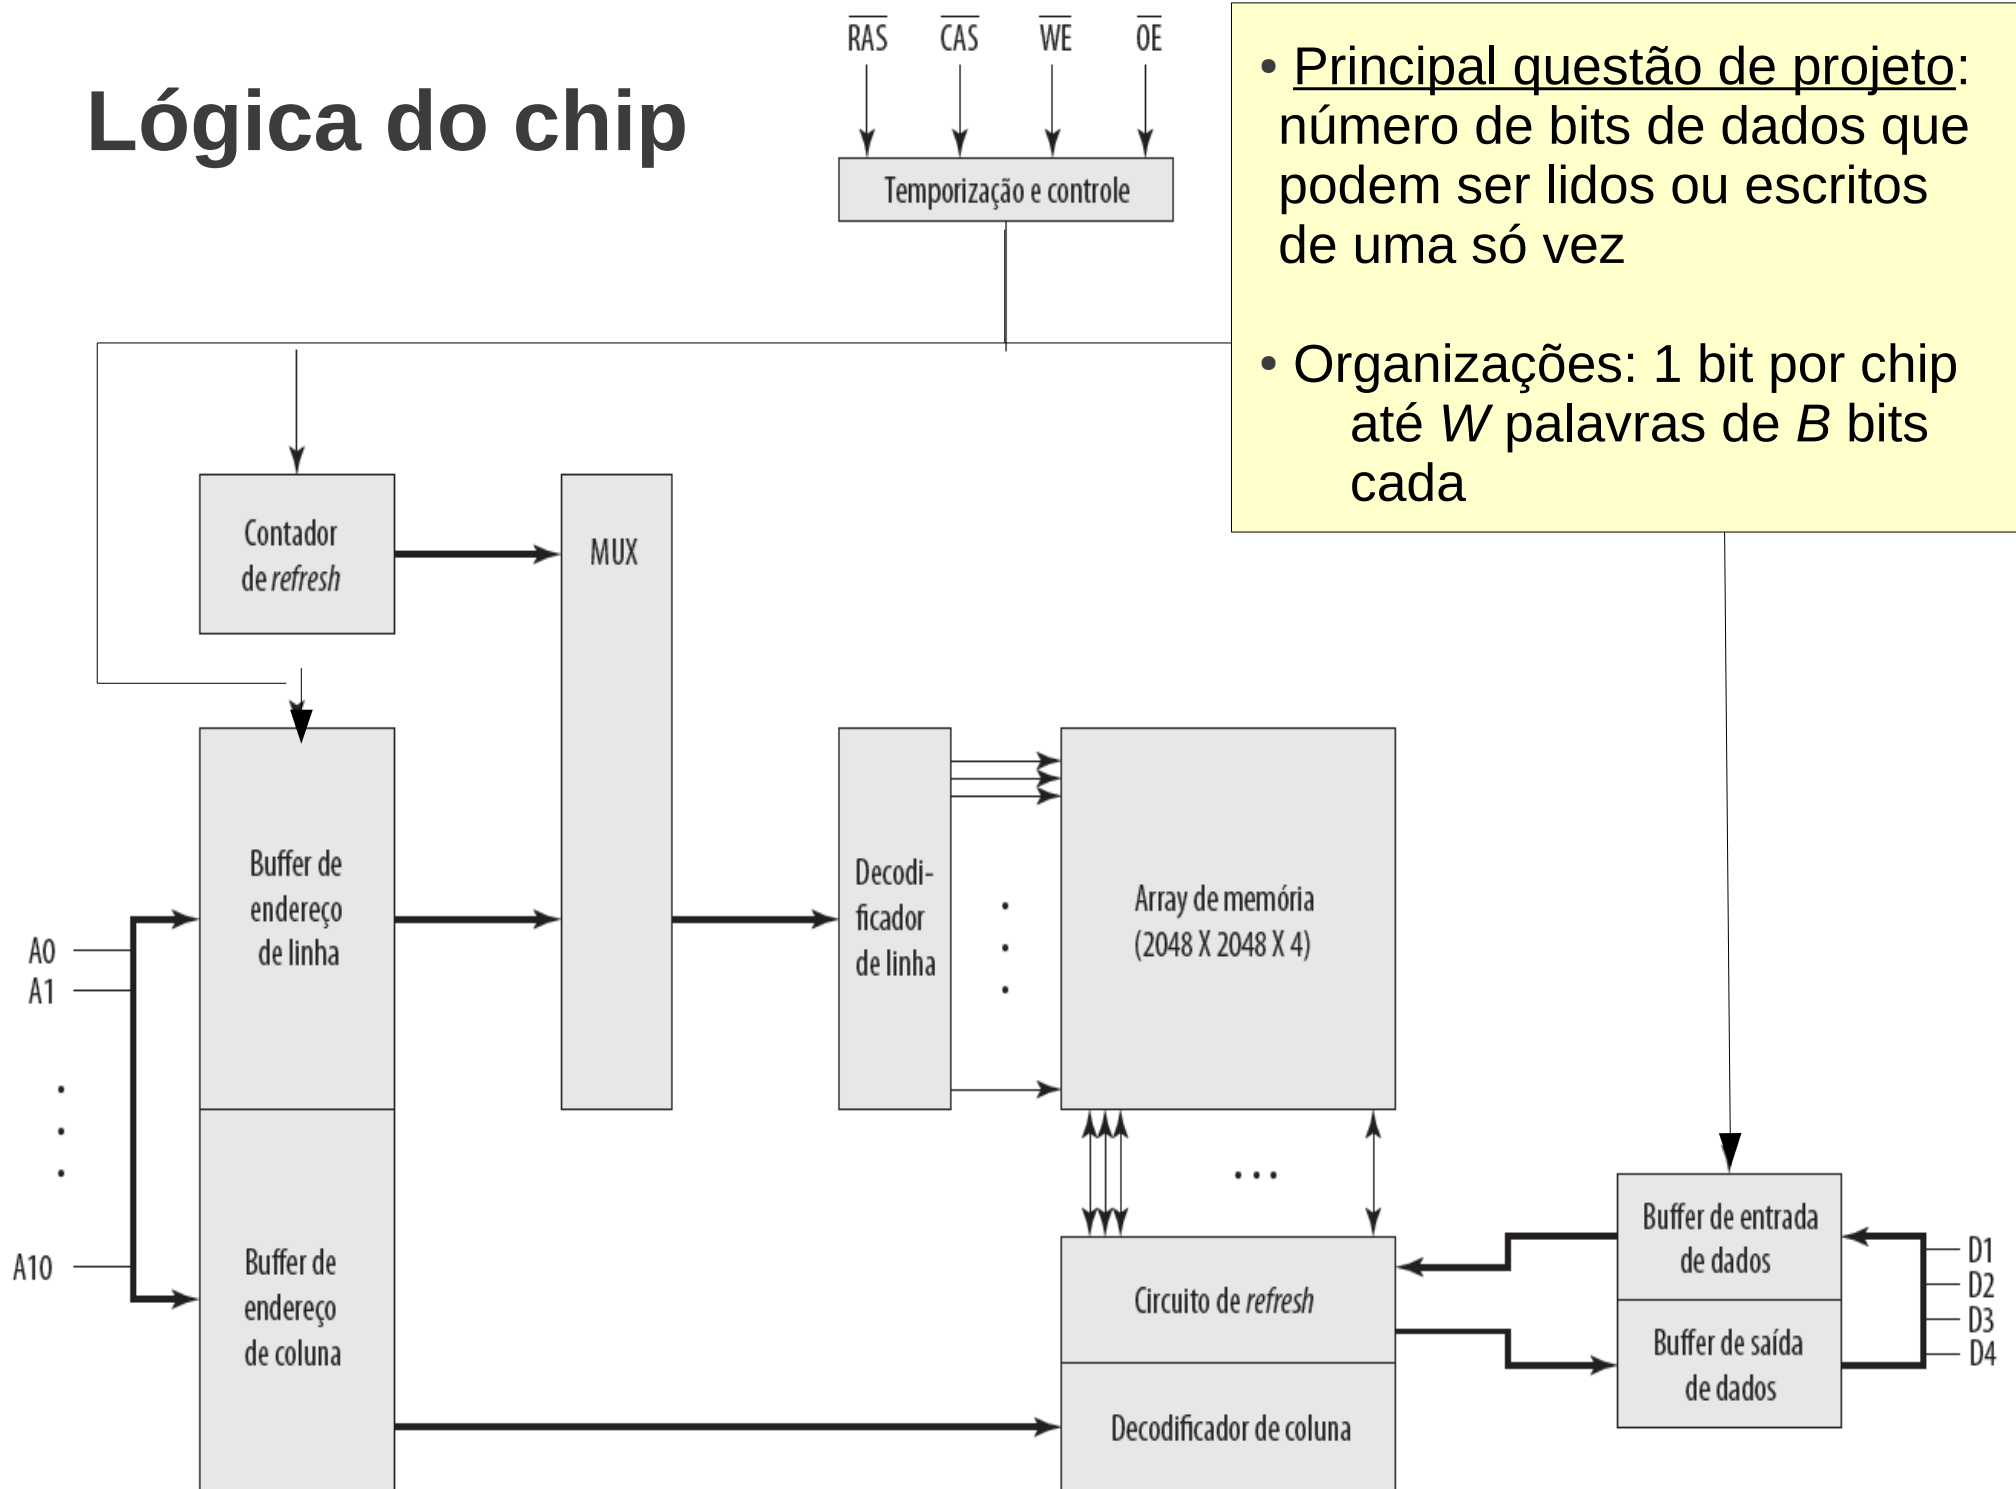 Lógica do chip
RAS CAS WE OE
Temporização e controle
• Principal questão de projeto:
número de bits de dados que
podem ser lidos ou escritos
de uma só vez
• Organizações: 1 bit por chip
até W palavras de B bits
cada
Contador
de refresh
MUX
Buffer de
endereço
de linha
Decodi-
ficador
de linha
Array de memória
(2048 X 2048 X 4)
A0
A1
A10
Buffer de
endereço
de coluna
Circuito de refresh
Decodificador de coluna
Buffer de entrada
de dados
Buffer de saída
de dados
D1
D2
D3
D4